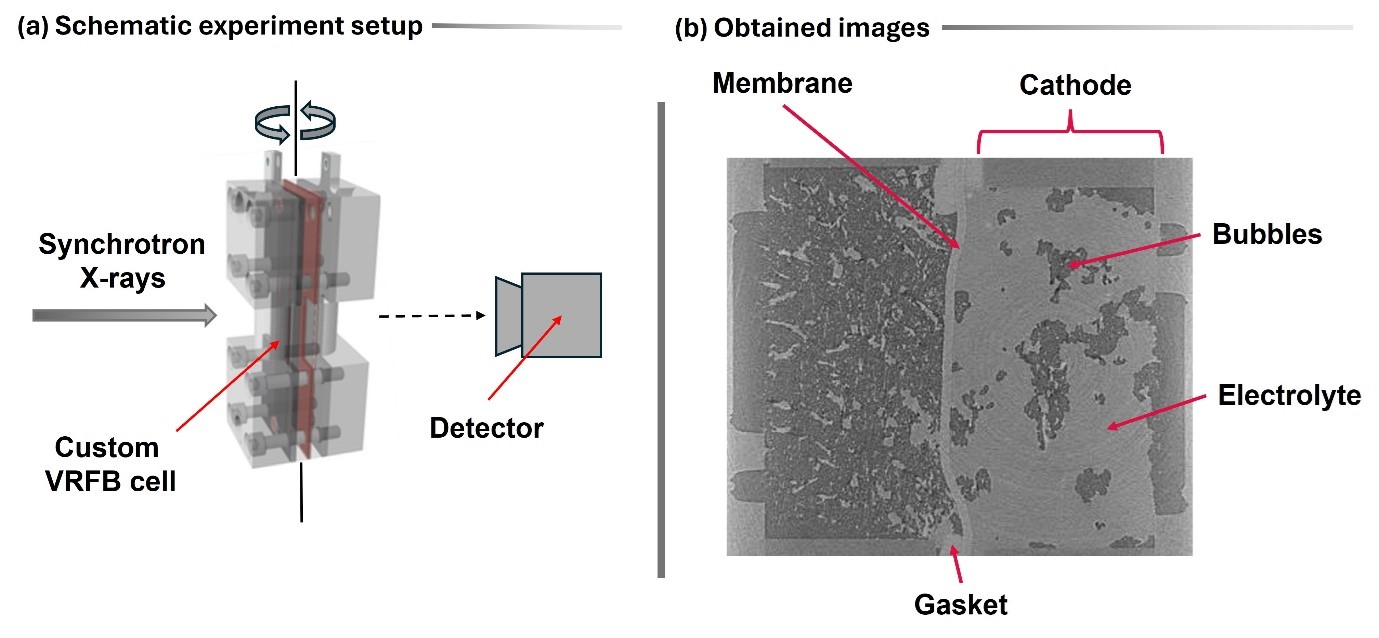 (a) Schematic experiment setup
Synchrotron
X-rays
Custom
VRFB cell
Detector
(b) Obtained images
Membrane
Cathode
Bubbles
Electrolyte
Gasket